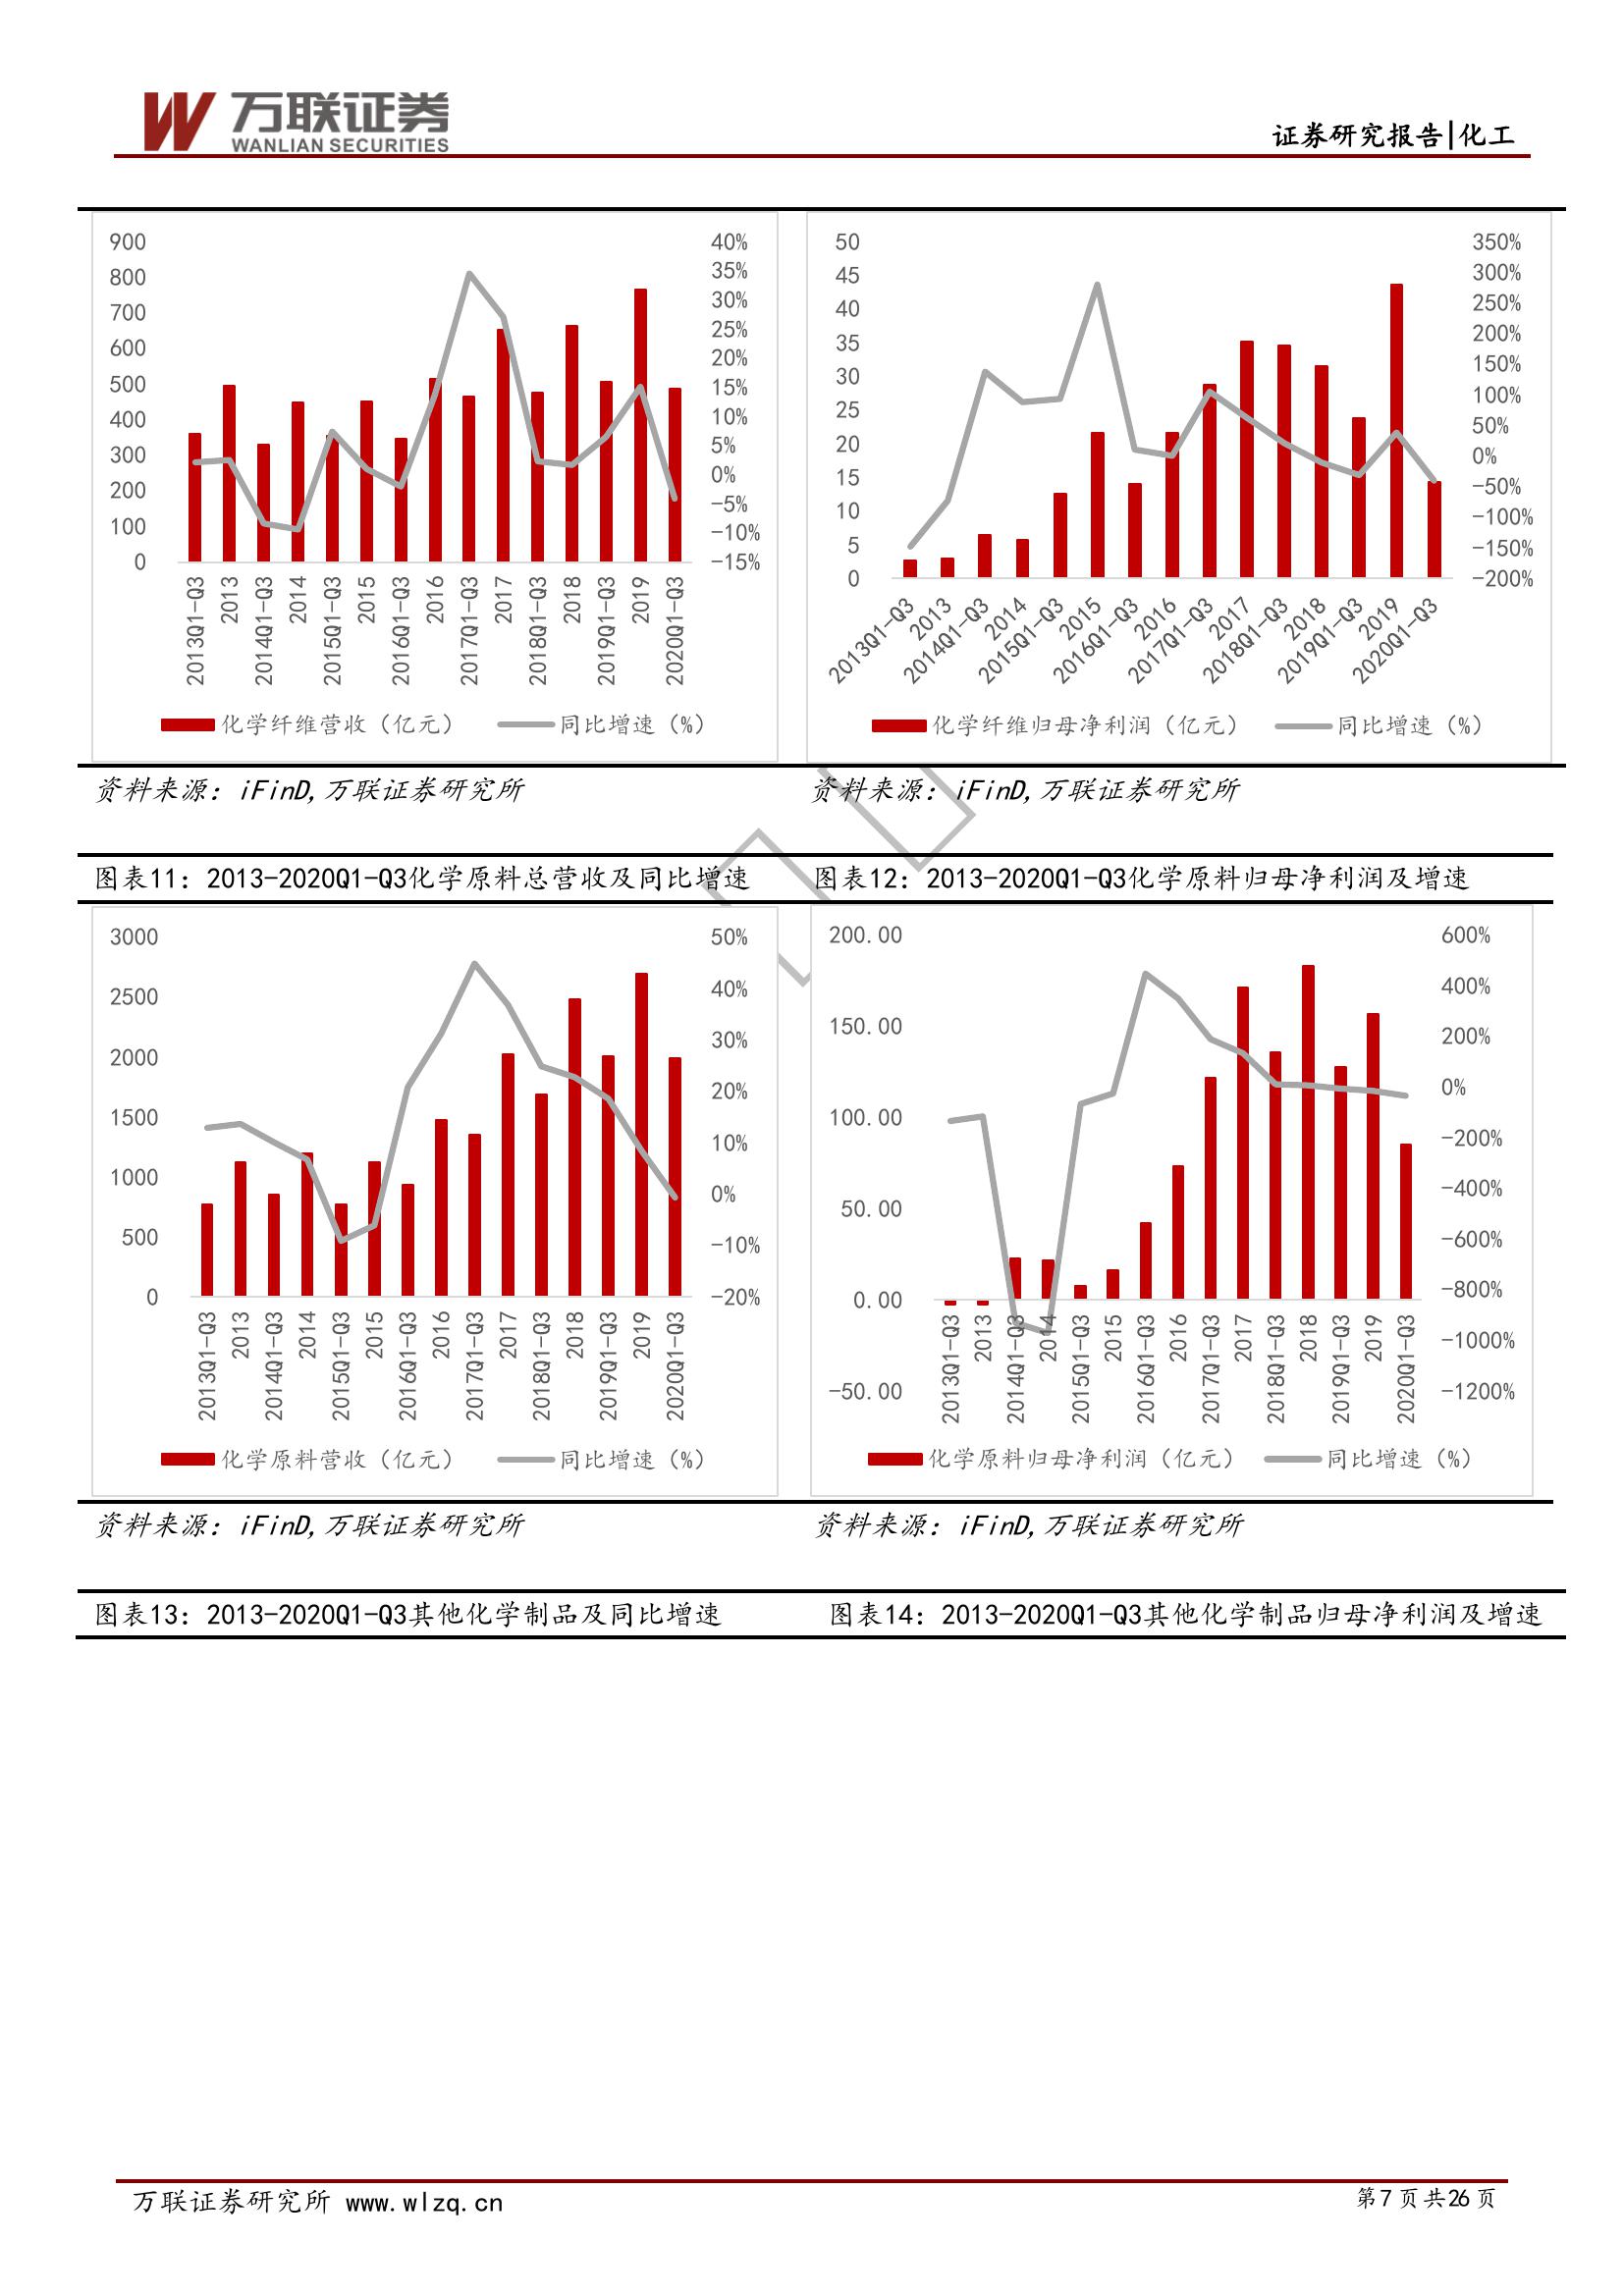 万联证券
WANLIAN SECURITIES
证券研究报告|化工
900
800
700
600
500
400
300
200
100
0
40%
35%
30%
25%
20%
15%
10%
5%
0%
-5%
-10%
-15%
2013Q1-Q3
2013
2014Q1-Q3
2014
2015Q1-Q3
2015
2016Q1-Q3
2016
2017Q1-Q3
2017
2018Q1-Q3
2018
2019Q1-Q3
2019
2020Q1-Q3
化学纤维营收（亿元） 同比增速（%）
50
45
40
35
30
25
20
15
10
5
0
350%
300%
250%
200%
150%
100%
50%
0%
-50%
-100%
-150%
-200%
2013Q1-Q3
2013
2014Q1-Q3
2014
2015Q1-Q3
2015
2016Q1-Q3
2016
2017Q1-Q3
2017
2018Q1-Q3
2018
2019Q1-Q3
2019
2020Q1-Q3
化学纤维归母净利润（亿元） 同比增速（%）
资料来源：iFinD,万联证券研究所
资料来源：iFinD,万联证券研究所
图表11：2013-2020Q1-Q3化学原料总营收及同比增速
图表12：2013-2020Q1-Q3化学原料归母净利润及增速
3000
2500
2000
1500
1000
500
0
50%
40%
30%
20%
10%
0%
-10%
-20%
2013Q1-Q3
2013
2014Q1-Q3
2014
2015Q1-Q3
2015
2016Q1-Q3
2016
2017Q1-Q3
2017
2018Q1-Q3
2018
2019Q1-Q3
2019
2020Q1-Q3
化学原料营收（亿元） 同比增速（%）
200.00
150.00
100.00
50.00
0.00
-50.00
600%
400%
200%
0%
-200%
-400%
-600%
-800%
-1000%
-1200%
2013Q1-Q3
2013
2014Q1-Q3
2014
2015Q1-Q3
2015
2016Q1-Q3
2016
2017Q1-Q3
2017
2018Q1-Q3
2018
2019Q1-Q3
2019
2020Q1-Q3
化学原料归母净利润（亿元） 同比增速（%）
资料来源：iFinD,万联证券研究所
资料来源：iFinD,万联证券研究所
图表13：2013-2020Q1-Q3其他化学制品及同比增速
图表14：2013-2020Q1-Q3其他化学制品归母净利润及增速
万联证券研究所 www.wlzq.cn
第7页共26页